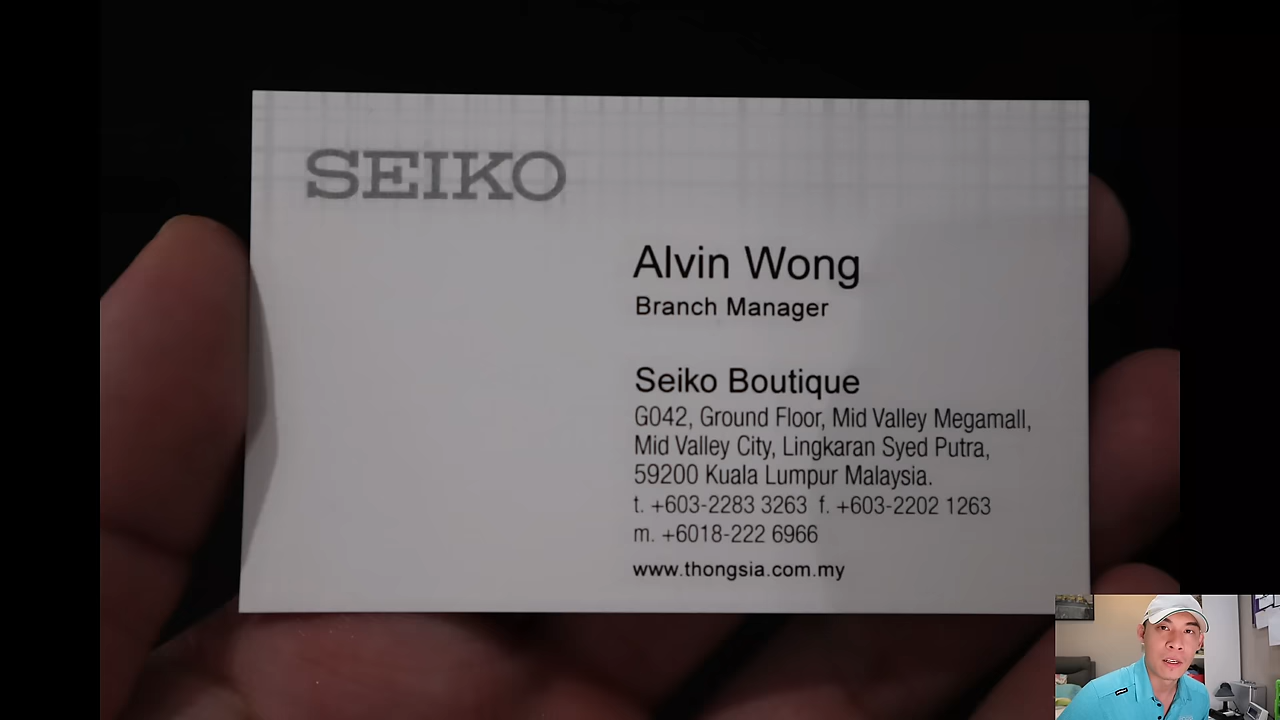 SEIKO
Alvin Wong
Branch Manager
Seiko Boutique
G042, Ground Floor, Mid Valley Megamall,
Mid Valley City, Lingkaran Syed Putra,
59200 Kuala Lumpur Malaysia.
t. +603-2283 3263 f. +603-2202 1263
m. +6018-222 6966
www.thongsia.com.my